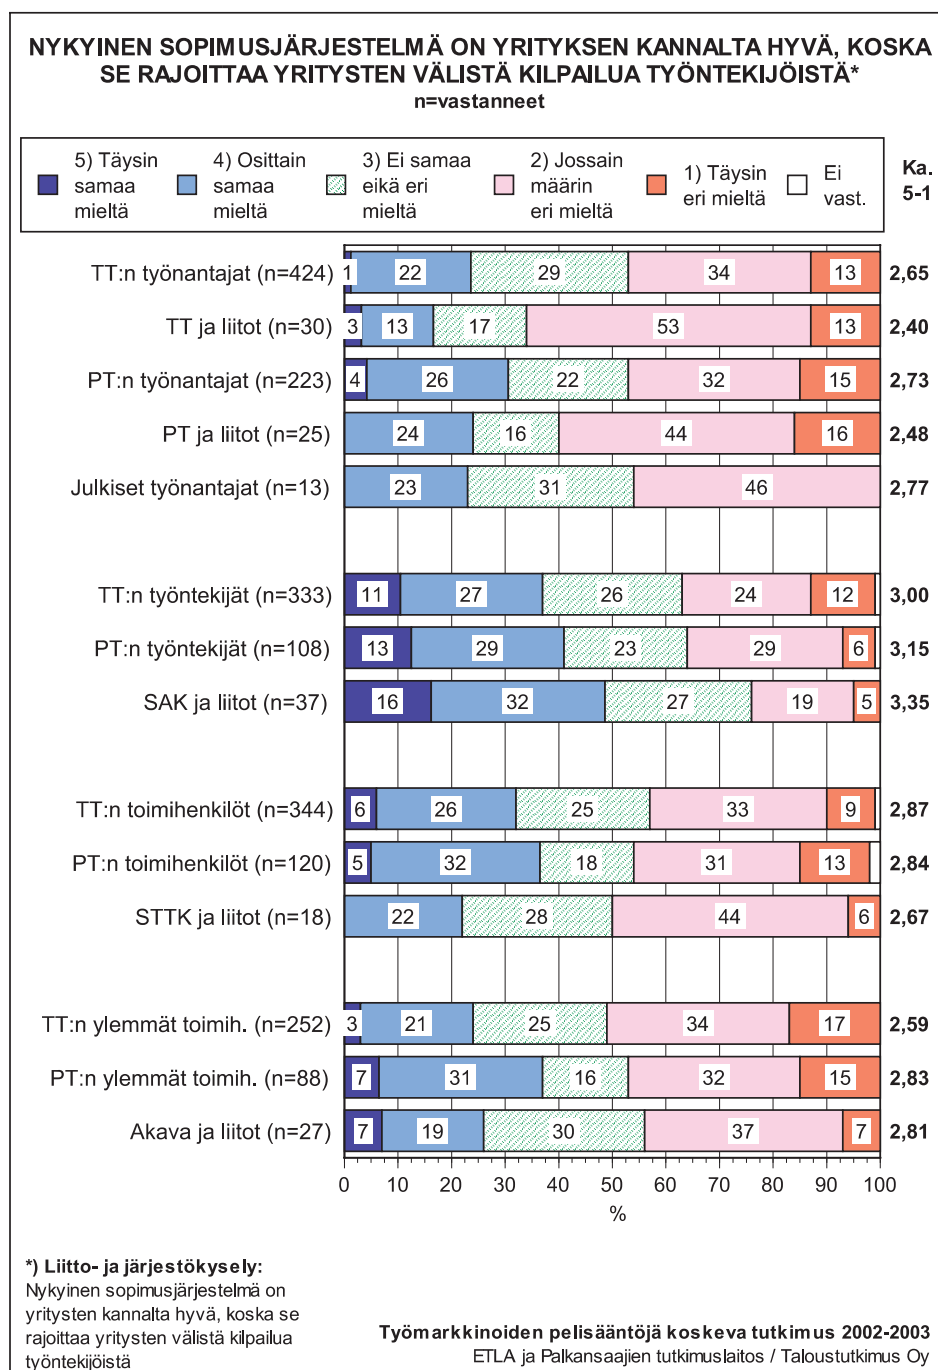 NYKYINEN SOPIMUSJÄRJESTELMÄ ON YRITYKSEN KANNALTA HYVÄ, KOSKA
SE RAJOITTAA YRITYSTEN VÄLISTÄ KILPAILUA TYÖNTEKIJÖISTÄ*
n=vastanneet
5) Täysin samaa mieltä
4) Osittain samaa mieltä
3) Ei samaa eikä eri mieltä
2) Jossain määrin eri mieltä
1) Täysin eri mieltä
Ei vast.
Ka. 5-1
TT:n työnantajat (n=424) 1 22 29 34 13 2,65
TT ja liitot (n=30) 3 13 17 53 13 2,40
PT:n työnantajat (n=223) 4 26 22 32 15 2,73
PT ja liitot (n=25) 24 16 44 16 2,48
Julkiset työnantajat (n=13) 23 31 46 2,77
TT:n työntekijät (n=333) 11 27 26 24 12 3,00
PT:n työntekijät (n=108) 13 29 23 29 6 3,15
SAK ja liitot (n=37) 16 32 27 19 5 3,35
TT:n toimihenkilöt (n=344) 6 26 25 33 9 2,87
PT:n toimihenkilöt (n=120) 5 32 18 31 13 2,84
STTK ja liitot (n=18) 22 28 44 6 2,67
TT:n ylemmät toimih. (n=252) 3 21 25 34 17 2,59
PT:n ylemmät toimih. (n=88) 7 31 16 32 15 2,83
Akava ja liitot (n=27) 7 19 30 37 7 2,81
0 10 20 30 40 50 60 70 80 90 100
%
*) Liitto- ja järjestökysely:
Nykyinen sopimusjärjestelmä on
yritysten kannalta hyvä, koska se
rajoittaa yritysten välistä kilpailua
työntekijöistä
Työmarkkinoiden pelisääntöjä koskeva tutkimus 2002-2003
ETLA ja Palkansaajien tutkimuslaitos / Taloustutkimus Oy